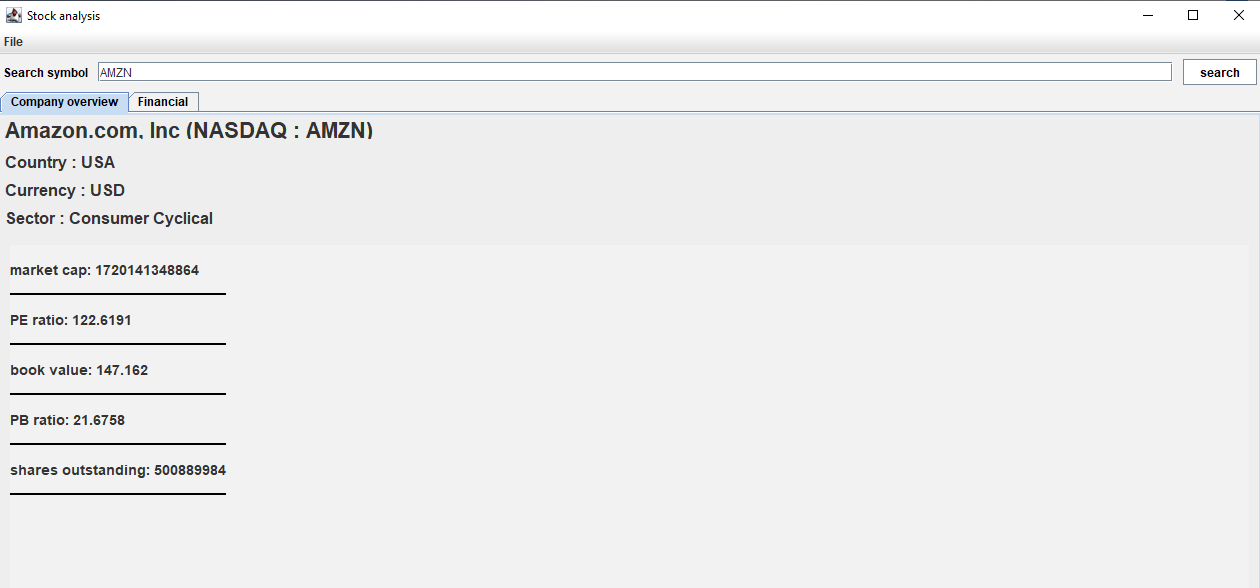 Stock analysis
File
Search symbol AMZN search
Company overview Financial
Amazon.com, Inc (NASDAQ : AMZN)
Country : USA
Currency : USD
Sector : Consumer Cyclical
market cap: 1720141348864
PE ratio: 122.6191
book value: 147.162
PB ratio: 21.6758
shares outstanding: 500889984